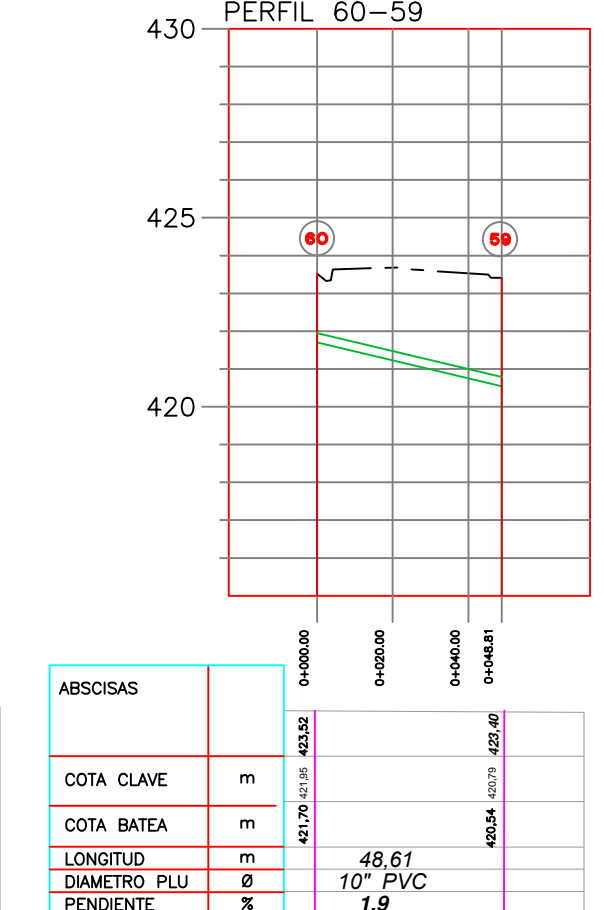 PERFIL 60-59
430
425
60
59
420
0+000.00
0+020.00
0+040.00
0+048.81
ABSCISAS
423,52
423,40
COTA CLAVE m 421,95 420,79
COTA BATEA m 421,70 420,54
LONGITUD m 48,61
DIAMETRO PLU Ø 10" PVC
PENDIENTE % 1.9